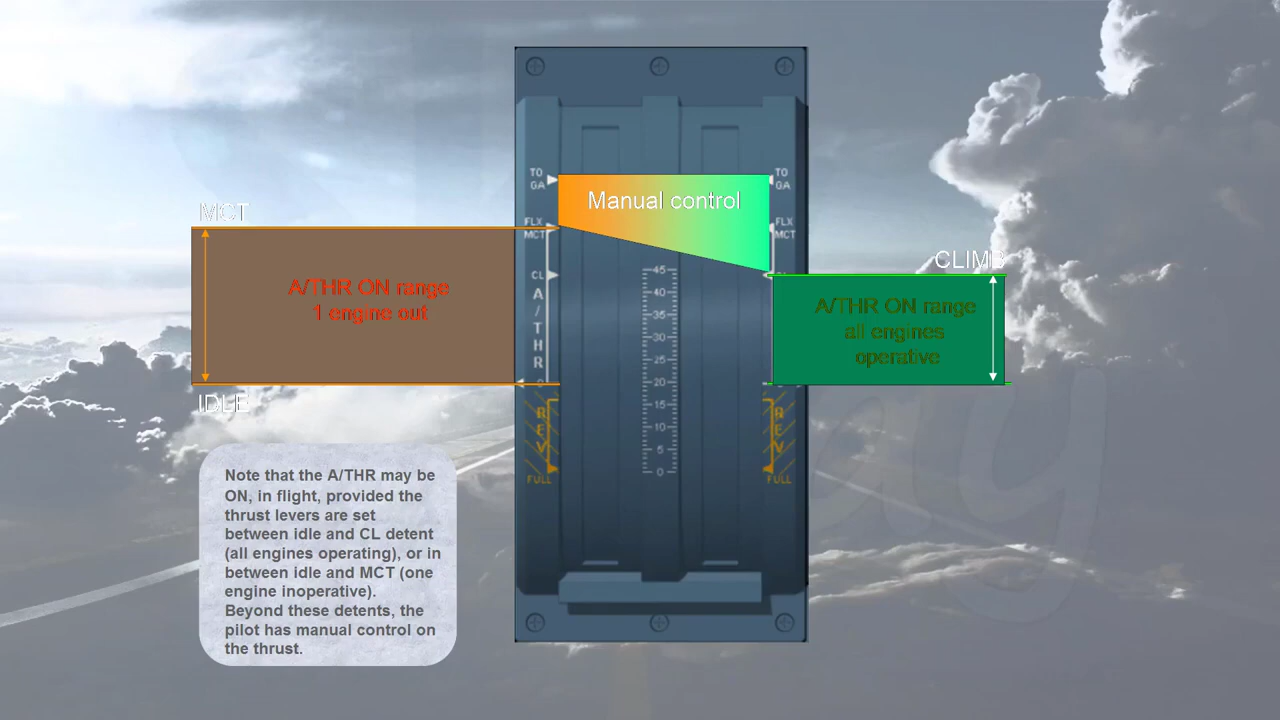 TO
GA
TO
GA
Manual control
MCT
FLX
MCT
FLX
MCT
CLIMB
CL
A/THR ON range
1 engine out
A/THR ON range
all engines
operative
A
/
T
H
R
0
45
40
35
30
25
20
15
10
5
0
IDLE
R
E
V
FULL
R
E
V
FULL
Note that the A/THR may be
ON, in flight, provided the
thrust levers are set
between idle and CL detent
(all engines operating), or in
between idle and MCT (one
engine inoperative).
Beyond these detents, the
pilot has manual control on
the thrust.